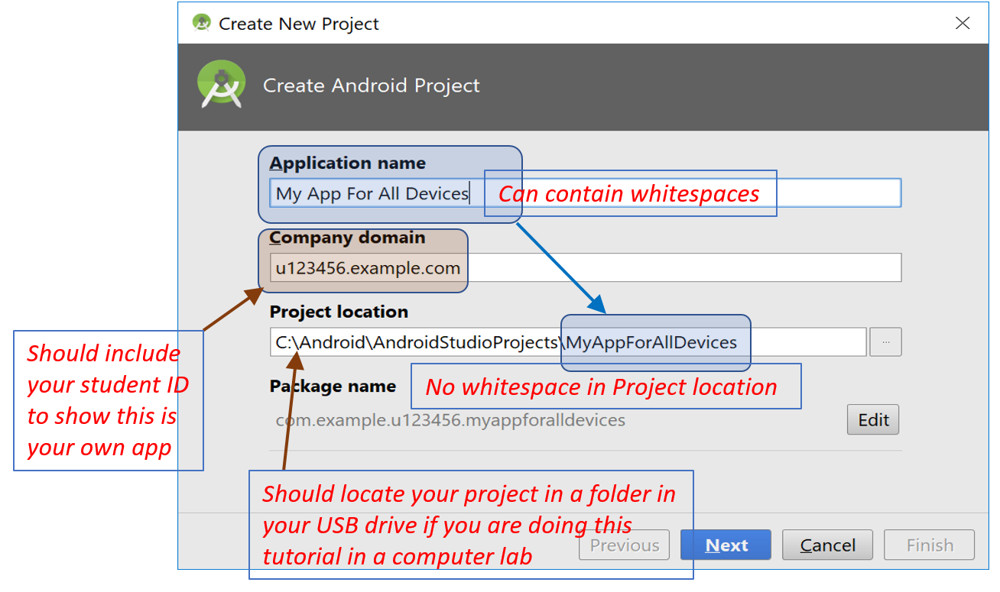 Create New Project
Create Android Project
Application name
My App For All Devices
Can contain whitespaces
Company domain
u123456.example.com
Project location
C:\Android\AndroidStudioProjects\MyAppForAllDevices
...
Should include
your student ID
to show this is
your own app
Package name
No whitespace in Project location
com.example.u123456.myappforalldevices
Edit
Should locate your project in a folder in
your USB drive if you are doing this
tutorial in a computer lab
Previous
Next
Cancel
Finish